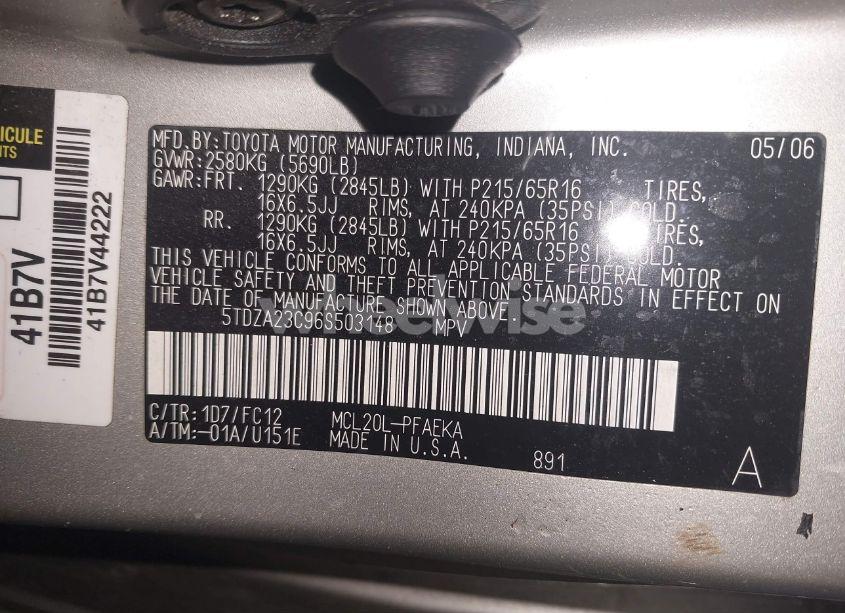 ICULE
NTS
41B7V
41B7V44222
MFD.BY:TOYOTA MOTOR MANUFACTURING, INDIANA, INC. 05/06
GVWR:2580KG (5690LB)
GAWR:FRT. 1290KG (2845LB) WITH P215/65R16 TIRES,
16X6.5JJ RIMS, AT 240KPA (35PSI) COLD.
RR. 1290KG (2845LB) WITH P215/65R16 TIRES,
16X6.5JJ RIMS, AT 240KPA (35PSI) COLD.
THIS VEHICLE CONFORMS TO ALL APPLICABLE FEDERAL MOTOR
VEHICLE SAFETY AND THEFT PREVENTION STANDARDS IN EFFECT ON
THE DATE OF MANUFACTURE SHOWN ABOVE.
wheelwise
5TDZA23C96S503148 MPV
C/TR:1D7/FC12 MCL20L-PFAEKA
A/TM:-01A/U151E MADE IN U.S.A.
891
A